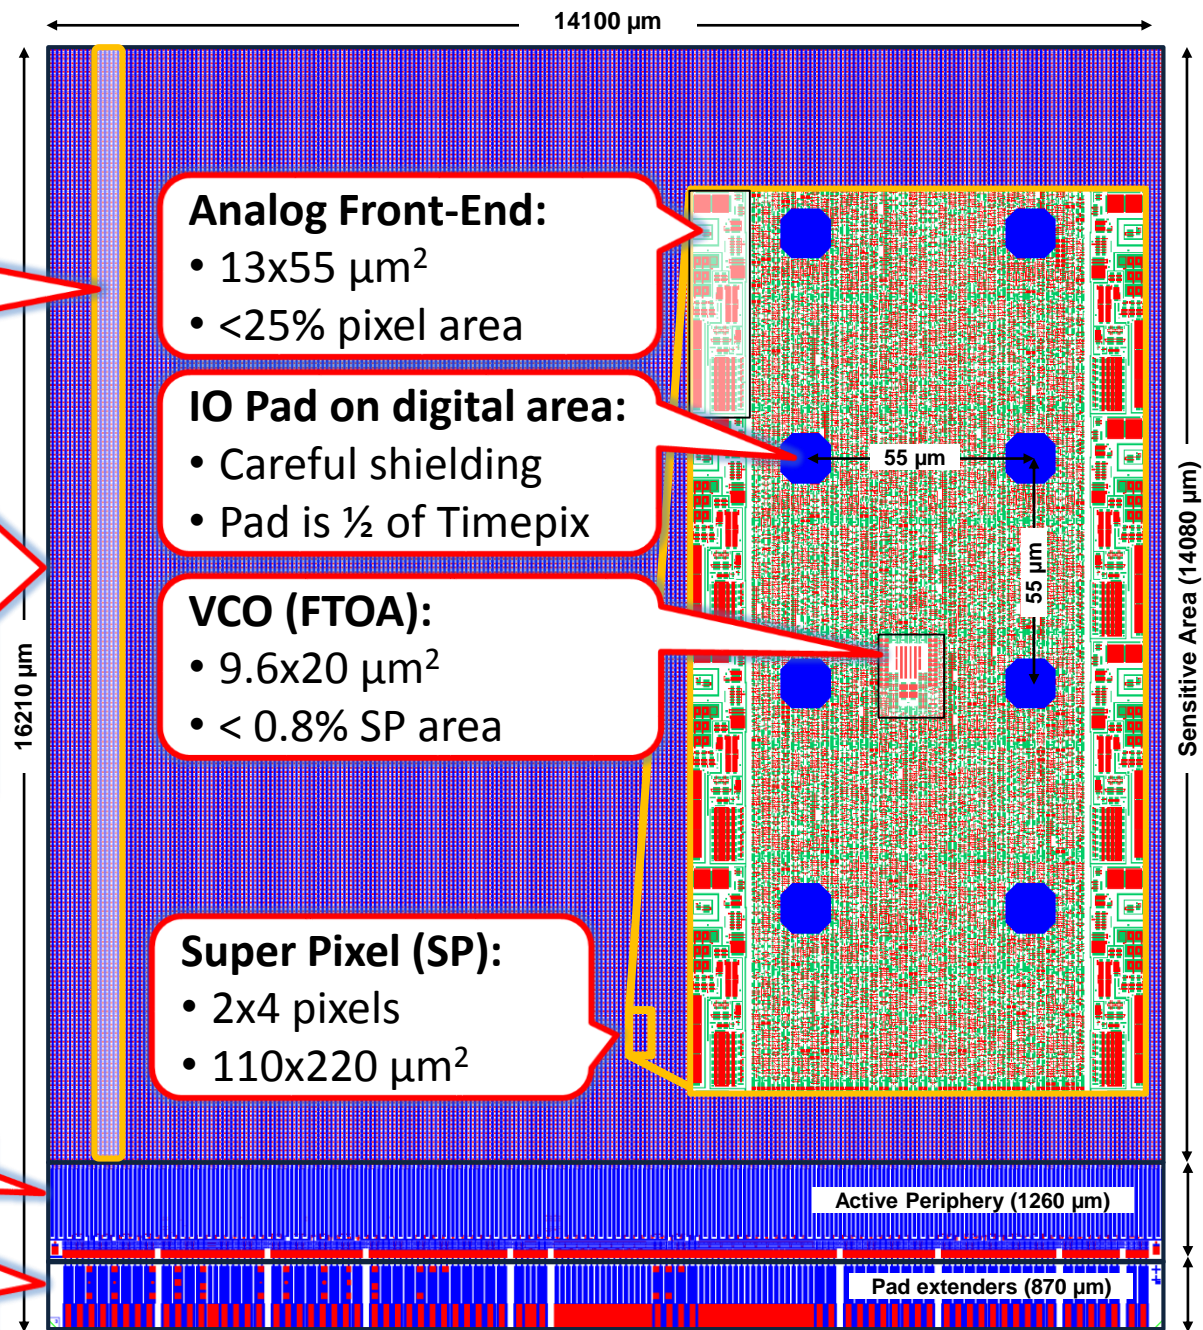 14100 µm
Analog Front-End:
• 13x55 µm²
• <25% pixel area
IO Pad on digital area:
• Careful shielding
• Pad is ½ of Timepix
VCO (FTOA):
• 9.6x20 µm²
• < 0.8% SP area
Super Pixel (SP):
• 2x4 pixels
• 110x220 µm²
55 µm
55 µm
16210 µm
Sensitive Area (14080 µm)
Active Periphery (1260 µm)
Pad extenders (870 µm)